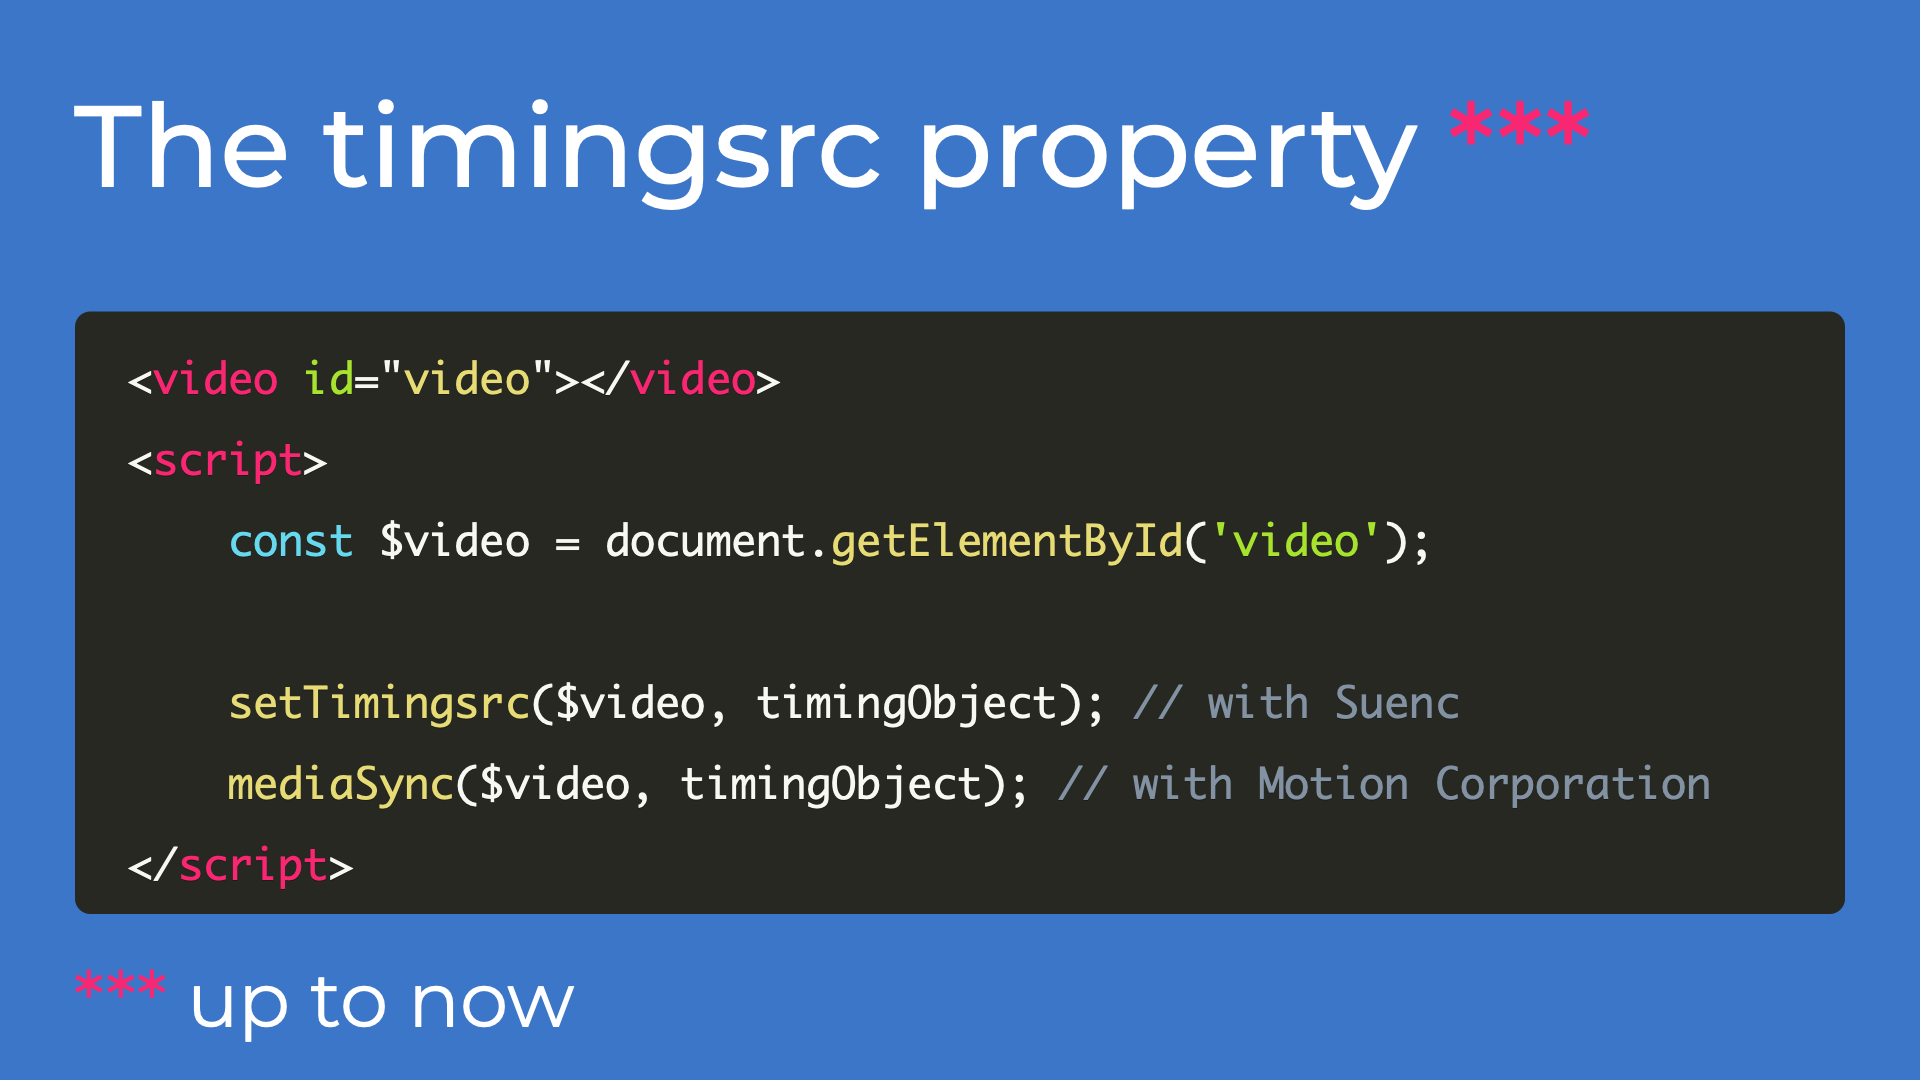 The timingsrc property ***
<video id="video"></video>
<script>
    const $video = document.getElementById('video');

    setTimingsrc($video, timingObject); // with Suenc
    mediaSync($video, timingObject); // with Motion Corporation
</script>
*** up to now